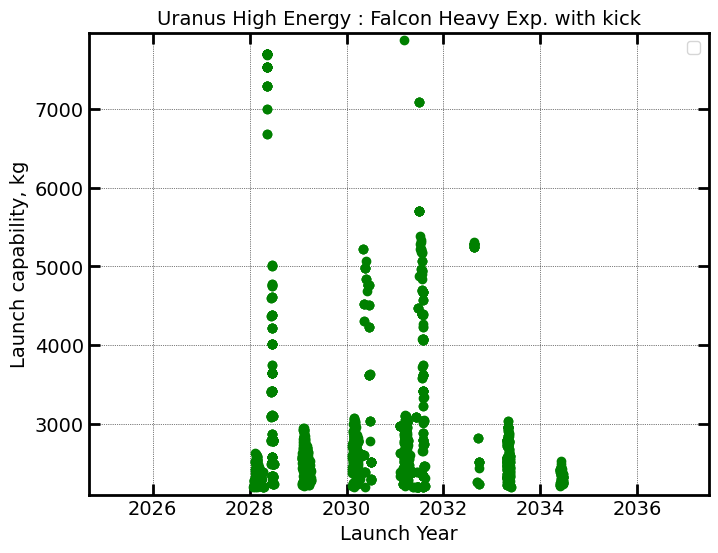 Uranus High Energy : Falcon Heavy Exp. with kick
7000
6000
5000
4000
3000
Launch capability, kg
2026 2028 2030 2032 2034 2036
Launch Year